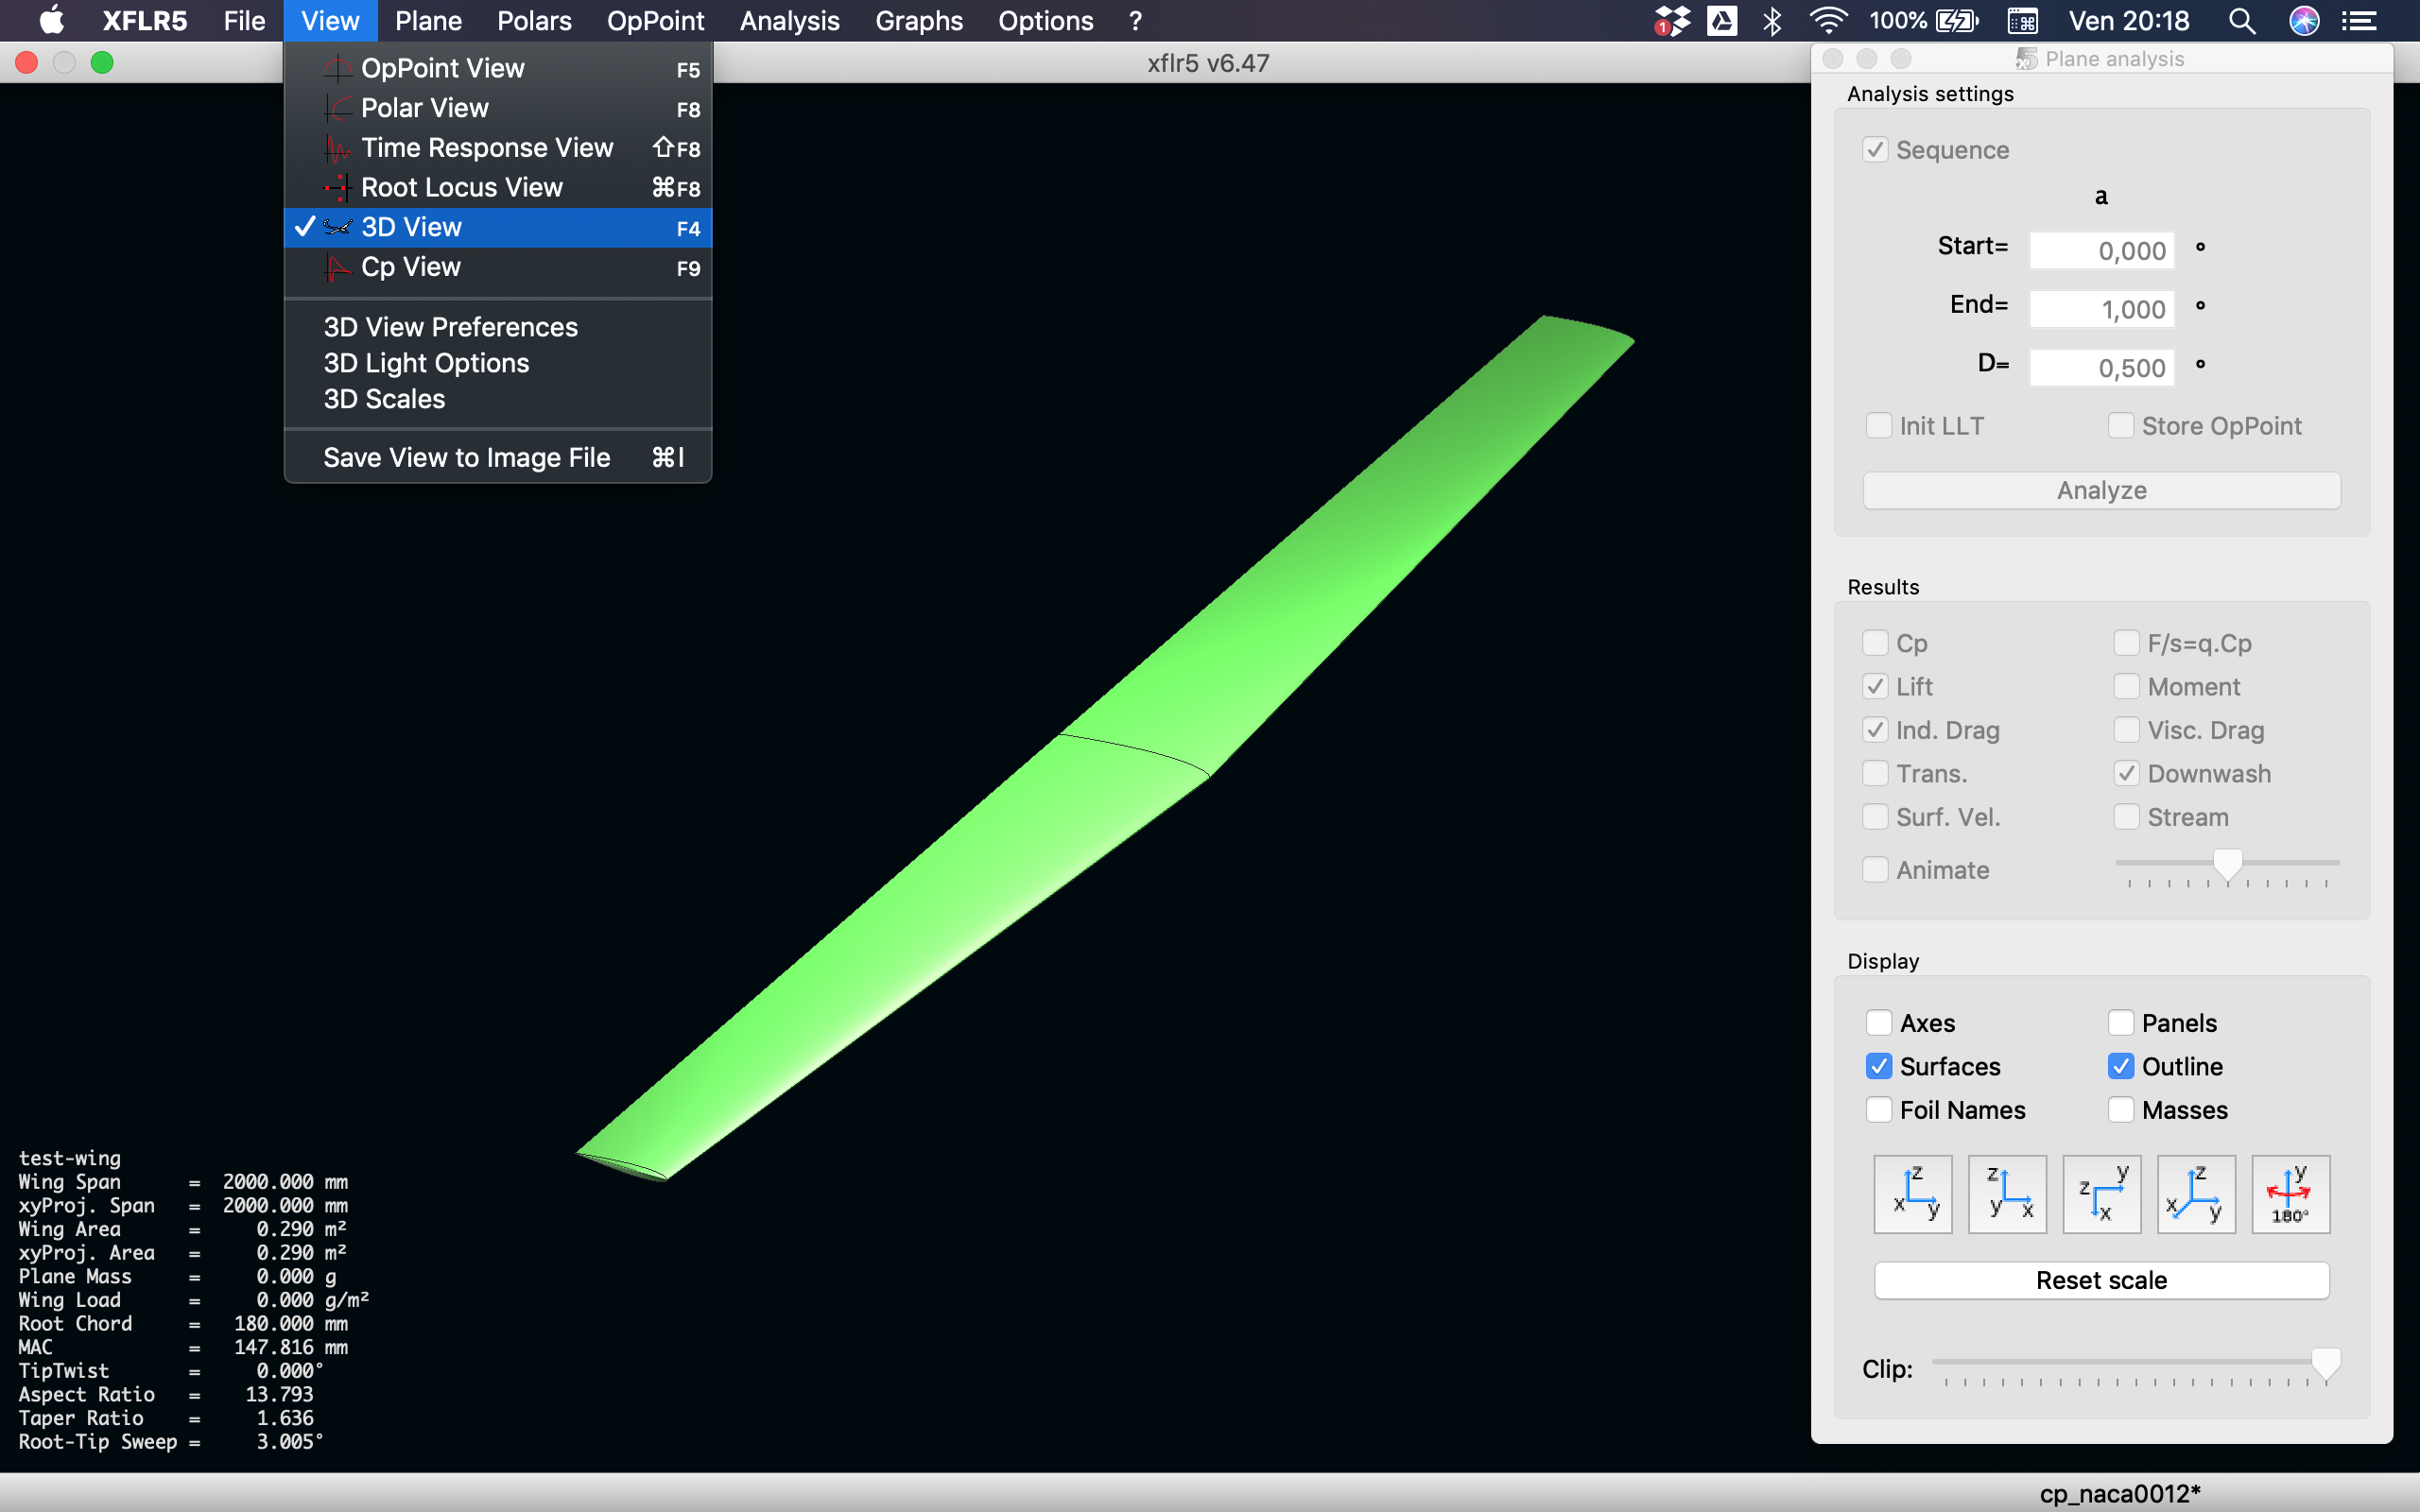 XFLR5 File View Plane Polars OpPoint Analysis Graphs Options ? 1 100% Ven 20:18
xflr5 v6.47
OpPoint View F5
Polar View F8
Time Response View ⇧F8
Root Locus View ⌘F8
✓ 3D View F4
Cp View F9
3D View Preferences
3D Light Options
3D Scales
Save View to Image File ⌘I
Plane analysis
Analysis settings
Sequence
a
Start= 0,000 °
End= 1,000 °
D= 0,500 °
Init LLT Store OpPoint
Analyze
Results
Cp F/s=q.Cp
Lift Moment
Ind. Drag Visc. Drag
Trans. Downwash
Surf. Vel. Stream
Animate
Display
Axes Panels
Surfaces Outline
Foil Names Masses
z x y z y x y z x z x y y 180°
Reset scale
Clip:
test-wing
Wing Span = 2000.000 mm
xyProj. Span = 2000.000 mm
Wing Area = 0.290 m²
xyProj. Area = 0.290 m²
Plane Mass = 0.000 g
Wing Load = 0.000 g/m²
Root Chord = 180.000 mm
MAC = 147.816 mm
TipTwist = 0.000°
Aspect Ratio = 13.793
Taper Ratio = 1.636
Root-Tip Sweep = 3.005°
cp_naca0012*